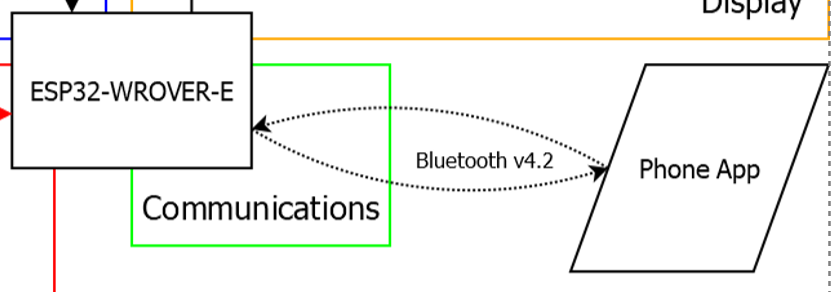 Display
ESP32-WROVER-E
Bluetooth v4.2
Phone App
Communications